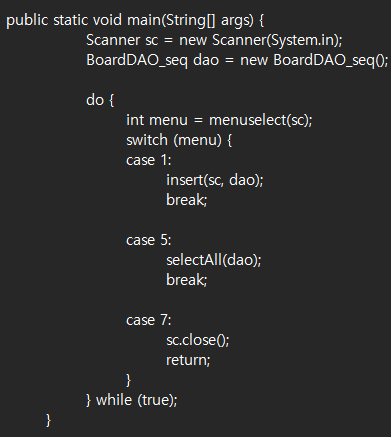 public static void main(String[] args) {
Scanner sc = new Scanner(System.in);
BoardDAO_seq dao = new BoardDAO_seq();
do {
int menu = menuselect(sc);
switch (menu) {
case 1:
insert(sc, dao);
break;
case 5:
selectAll(dao);
break;
case 7:
sc.close();
return;
}
} while (true);
}